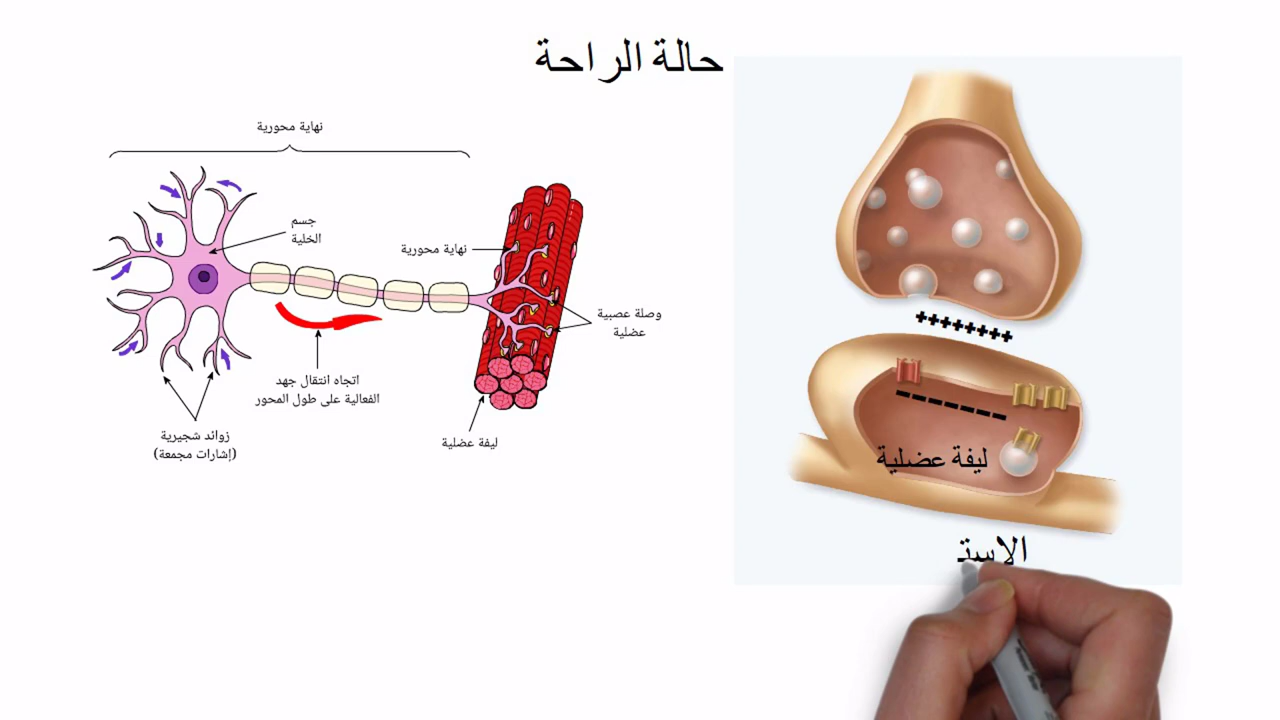 حالة الراحة
نهاية محورية
جسم
الخلية
نهاية محورية
وصلة عصبية
عضلية
اتجاه انتقال جهد
الفعالية على طول المحور
زوائد شجيرية
(إشارات مجمعة)
ليفة عضلية
++++++++
-------
ليفة عضلية
الاستـ